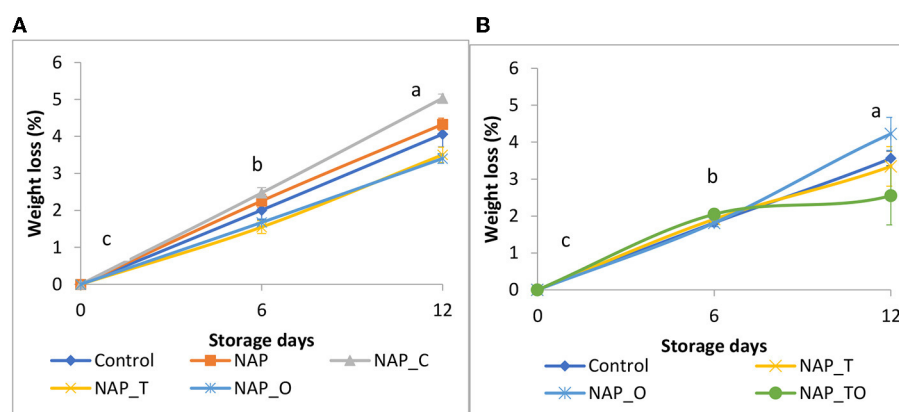 A
6
5
4
3
2
1
0
Weight loss (%)
c
b
a
0
6
12
Storage days
Control
NAP
NAP_C
NAP_T
NAP_O
B
6
5
4
3
2
1
0
Weight loss (%)
c
b
a
0
6
12
Storage days
Control
NAP_T
NAP_O
NAP_TO